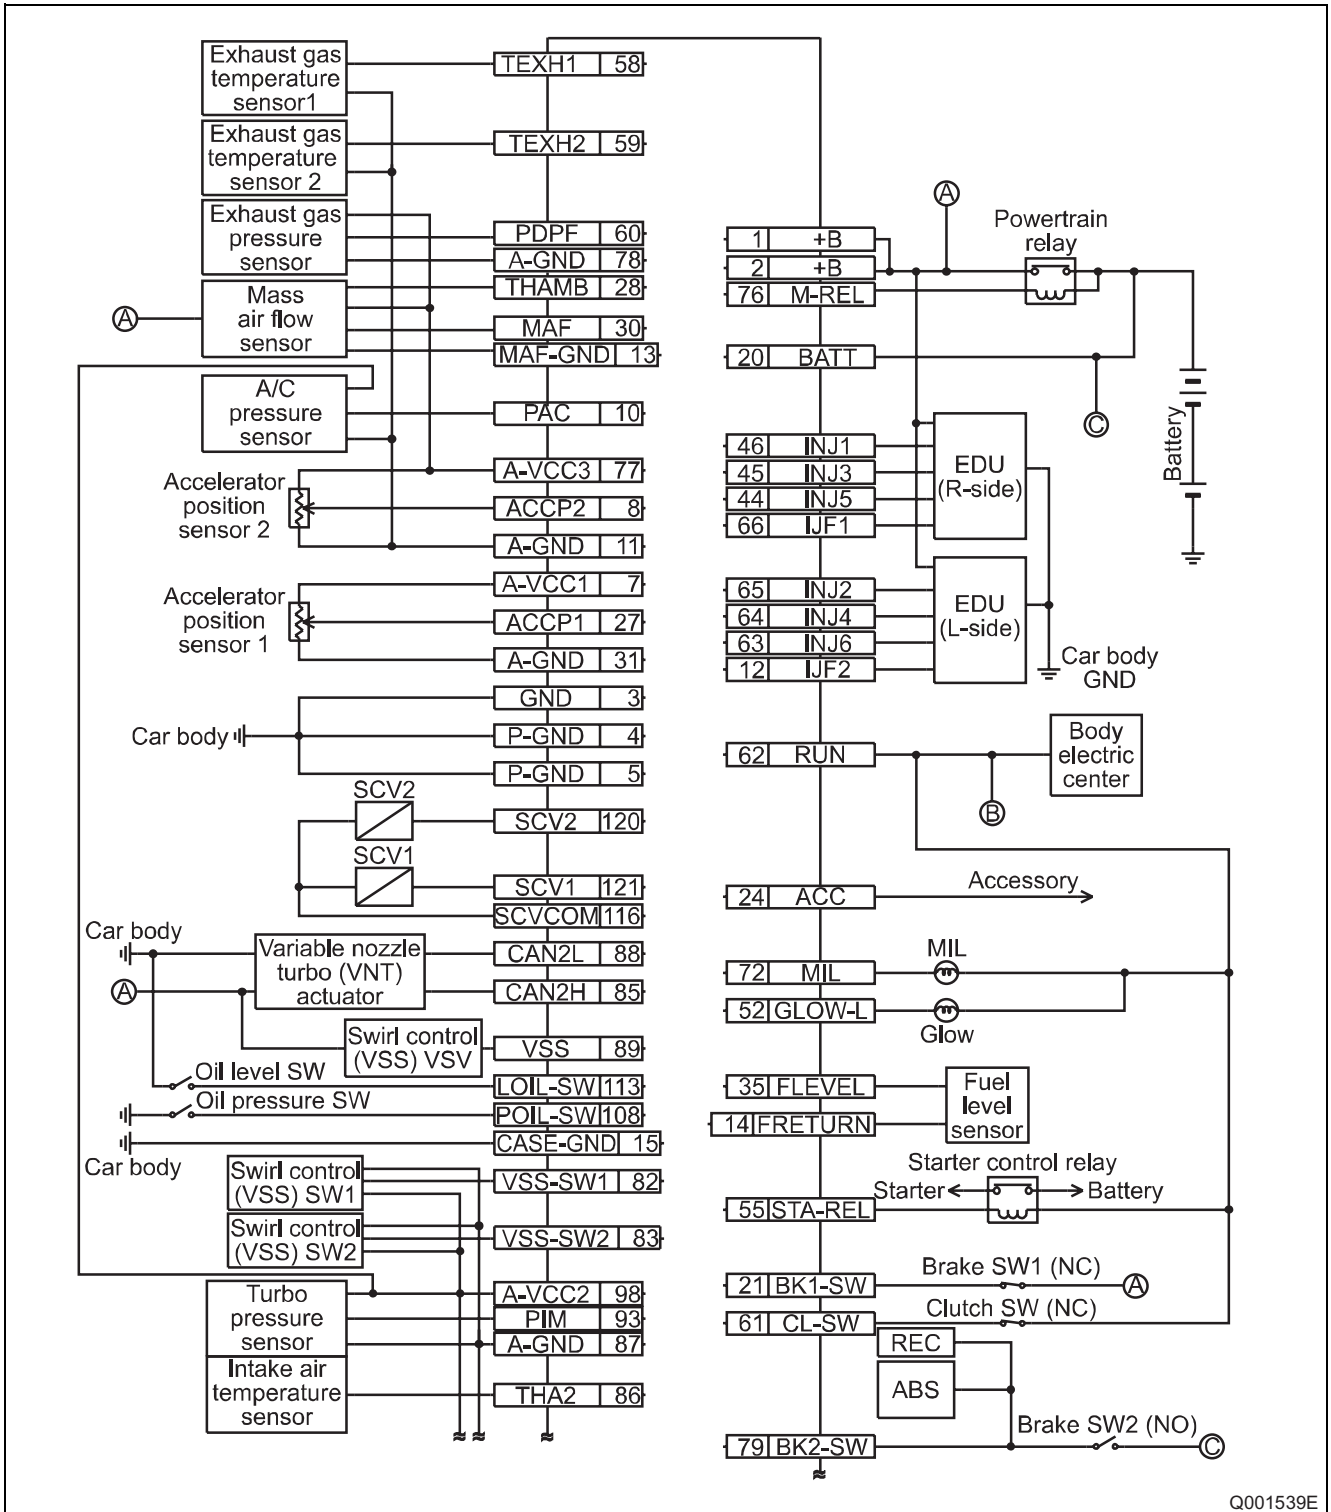 Exhaust gas
temperature
sensor1
TEXH1 58
Exhaust gas
temperature
sensor 2
TEXH2 59
Exhaust gas
pressure
sensor
PDPF 60
A-GND 78
THAMB 28
A
Mass
air flow
sensor
MAF 30
MAF-GND 13
A/C
pressure
sensor
PAC 10
A-VCC3 77
Accelerator
position
sensor 2
ACCP2 8
A-GND 11
A-VCC1 7
Accelerator
position
sensor 1
ACCP1 27
A-GND 31
GND 3
Car body
P-GND 4
P-GND 5
SCV2
SCV2 120
SCV1
SCV1 121
SCVCOM 116
Car body
Variable nozzle
turbo (VNT)
actuator
CAN2L 88
A
CAN2H 85
Swirl control
(VSS) VSV
VSS 89
Oil level SW
LOIL-SW 113
Oil pressure SW
POIL-SW 108
CASE-GND 15
Car body
Swirl control
(VSS) SW1
VSS-SW1 82
Swirl control
(VSS) SW2
VSS-SW2 83
Turbo
pressure
sensor
A-VCC2 98
PIM 93
A-GND 87
Intake air
temperature
sensor
THA2 86
A
Powertrain
relay
1 +B
2 +B
76 M-REL
20 BATT
C
Battery
46 INJ1
45 INJ3
44 INJ5
66 IJF1
EDU
(R-side)
65 INJ2
64 INJ4
63 INJ6
12 IJF2
EDU
(L-side)
Car body
GND
62 RUN
Body
electric
center
B
24 ACC
Accessory
MIL
72 MIL
52 GLOW-L
Glow
35 FLEVEL
14 FRETURN
Fuel
level
sensor
Starter control relay
Starter
Battery
55 STA-REL
Brake SW1 (NC)
21 BK1-SW
A
Clutch SW (NC)
61 CL-SW
REC
ABS
Brake SW2 (NO)
79 BK2-SW
C
Q001539E